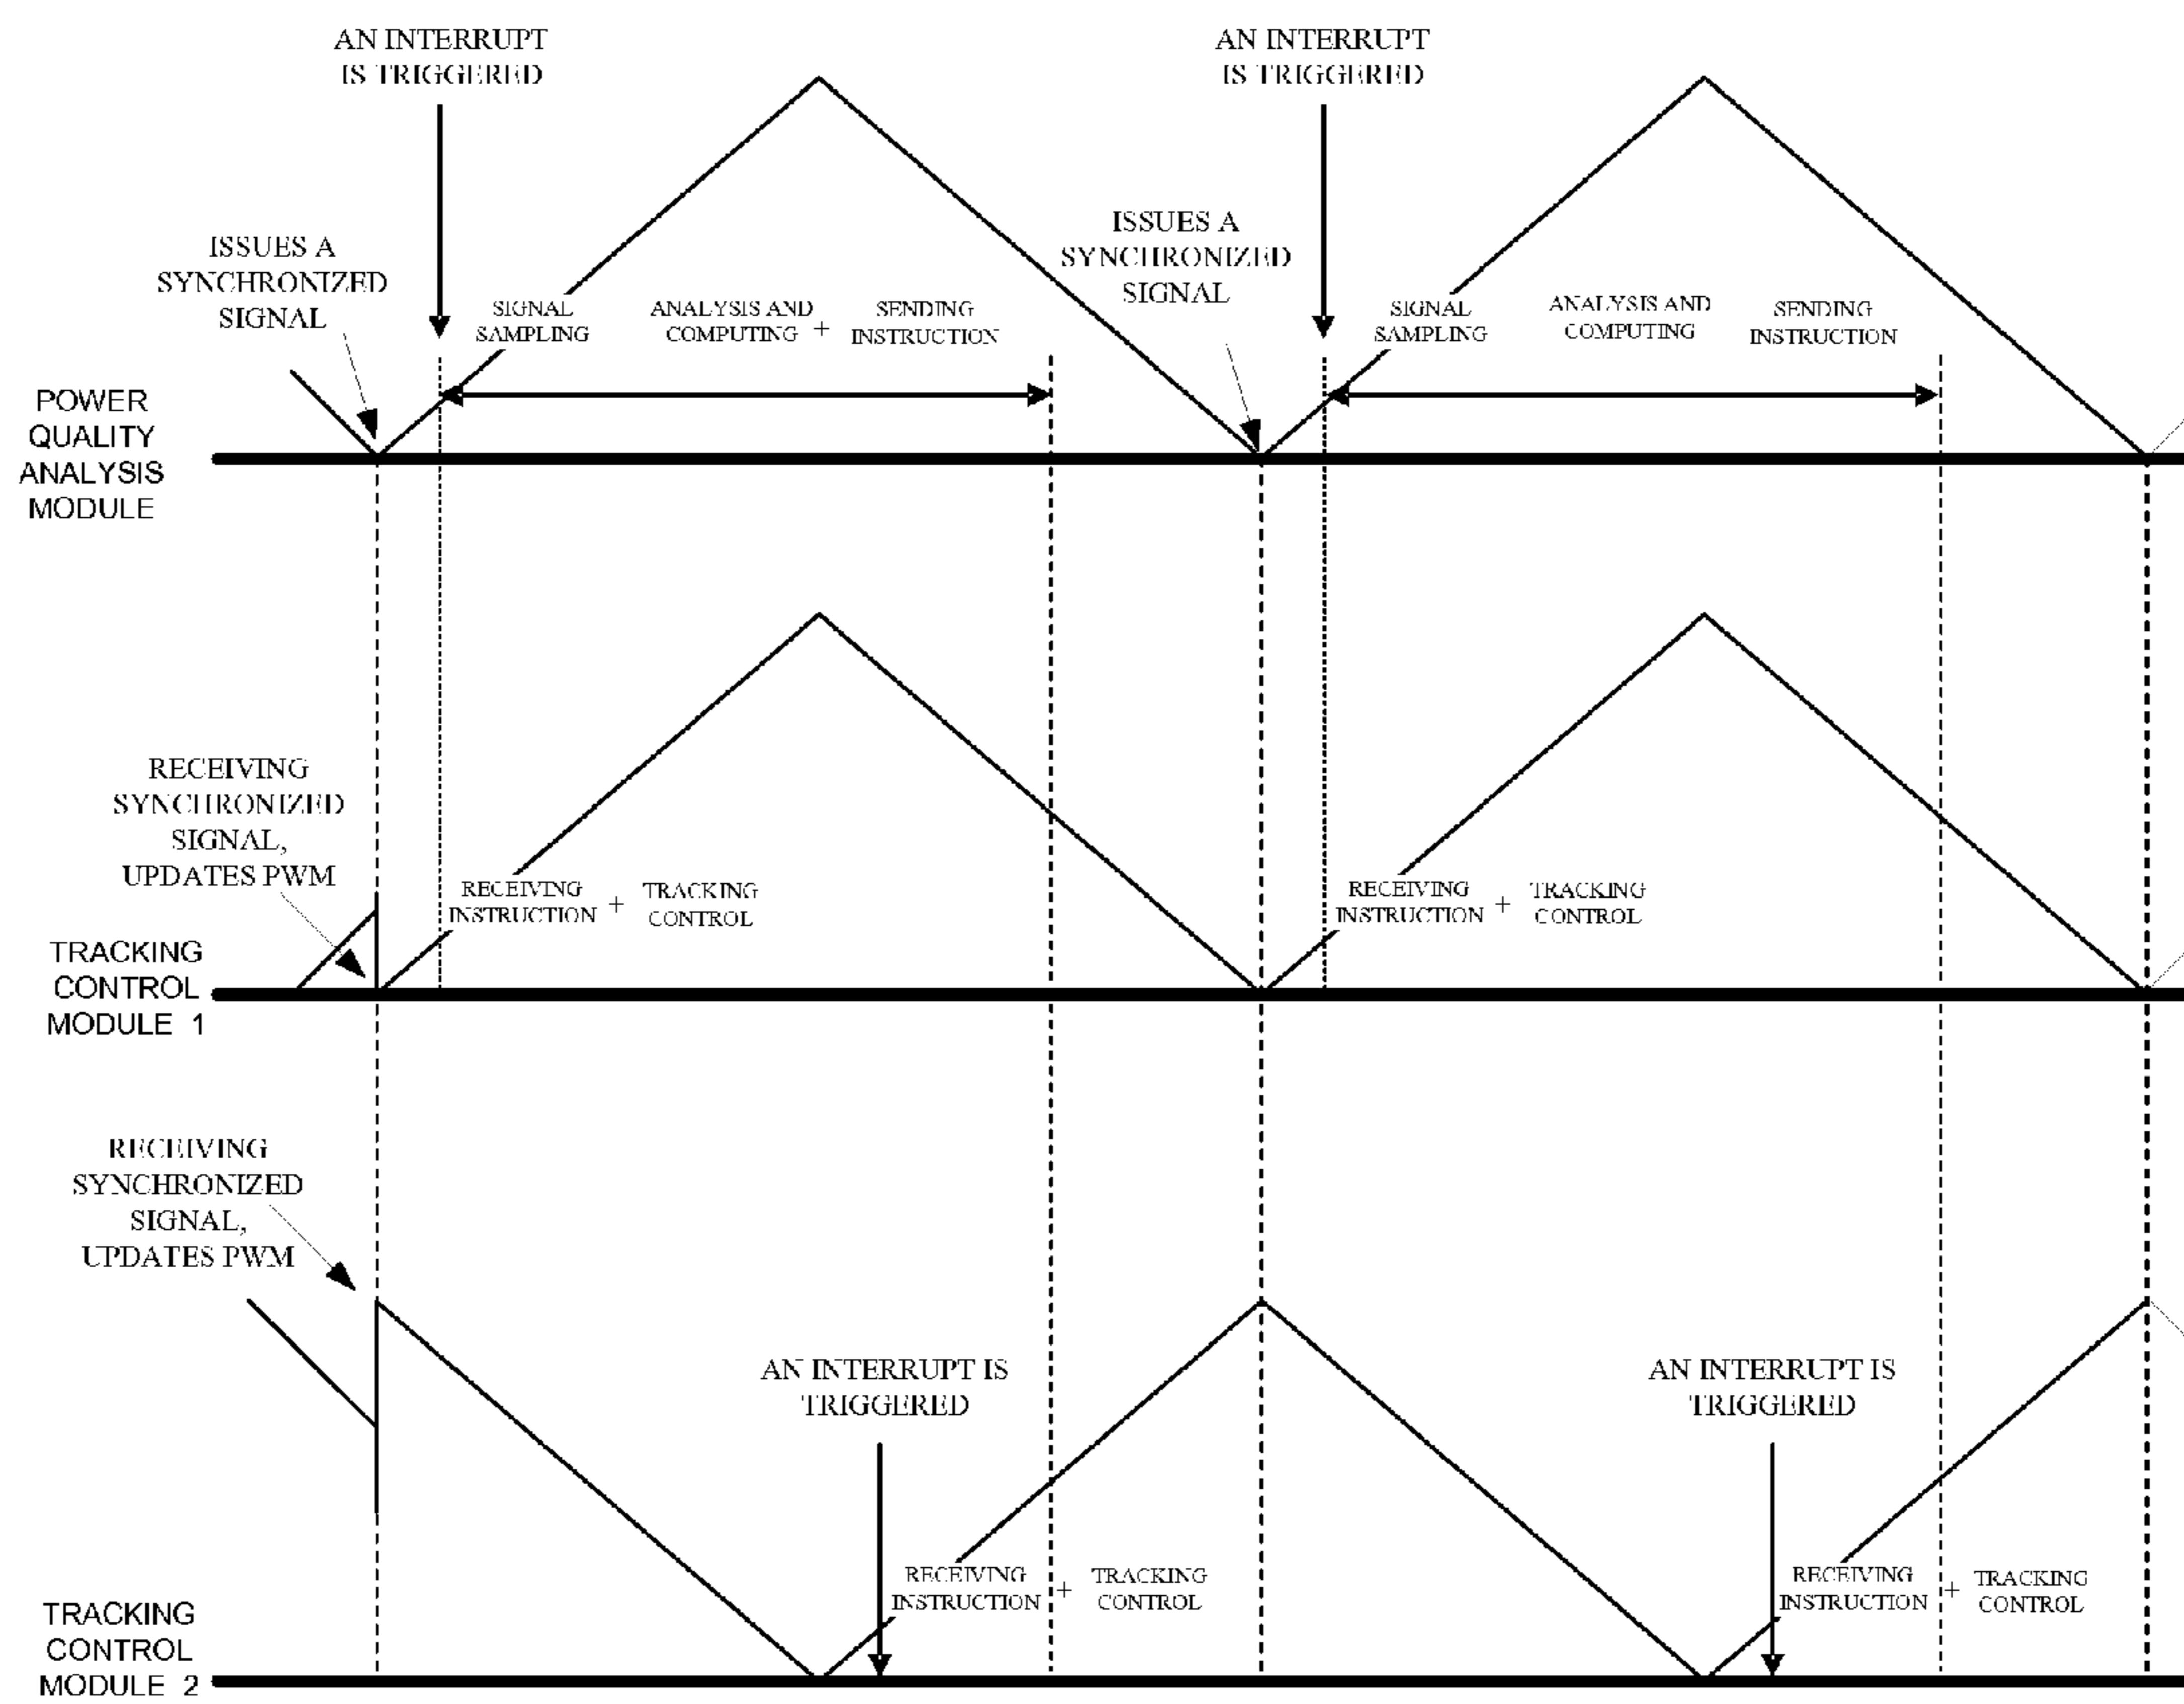 AN INTERRUPT
IS TRIGGERED
AN INTERRUPT
IS TRIGGERED
ISSUES A
SYNCHRONIZED
SIGNAL
ISSUES A
SYNCHRONIZED
SIGNAL
SIGNAL
SAMPLING
ANALYSIS AND
COMPUTING +
SENDING
INSTRUCTION
SIGNAL
SAMPLING
ANALYSIS AND
COMPUTING
SENDING
INSTRUCTION
POWER
QUALITY
ANALYSIS
MODULE
RECEIVING
SYNCHRONIZED
SIGNAL,
UPDATES PWM
RECEIVING
INSTRUCTION +
TRACKING
CONTROL
RECEIVING
INSTRUCTION +
TRACKING
CONTROL
TRACKING
CONTROL
MODULE 1
RECEIVING
SYNCHRONIZED
SIGNAL,
UPDATES PWM
AN INTERRUPT IS
TRIGGERED
AN INTERRUPT IS
TRIGGERED
RECEIVING
INSTRUCTION +
TRACKING
CONTROL
RECEIVING
INSTRUCTION +
TRACKING
CONTROL
TRACKING
CONTROL
MODULE 2